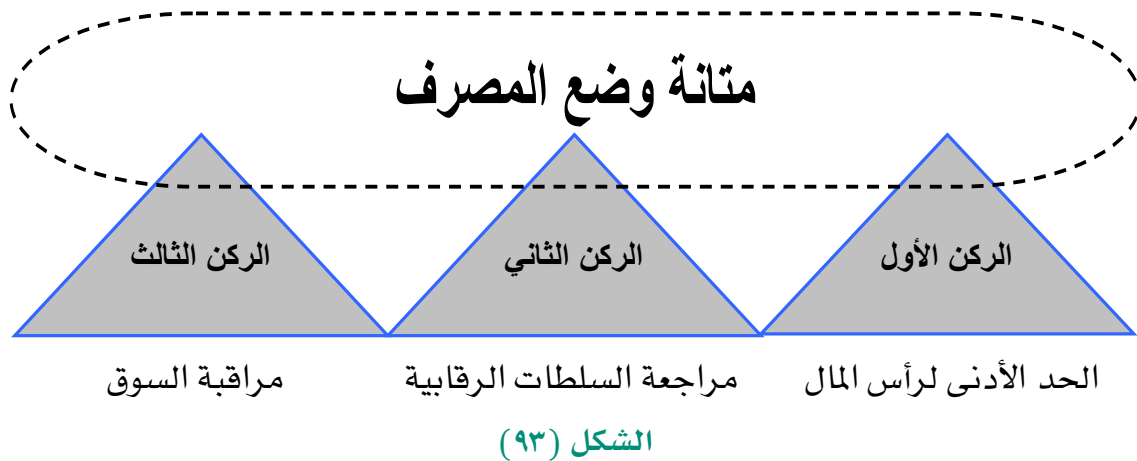 متانة وضع المصرف
الركن الأول
الركن الثاني
الركن الثالث
الحد الأدنى لرأس المال
مراجعة السلطات الرقابية
مراقبة السوق
الشكل (٩٣)